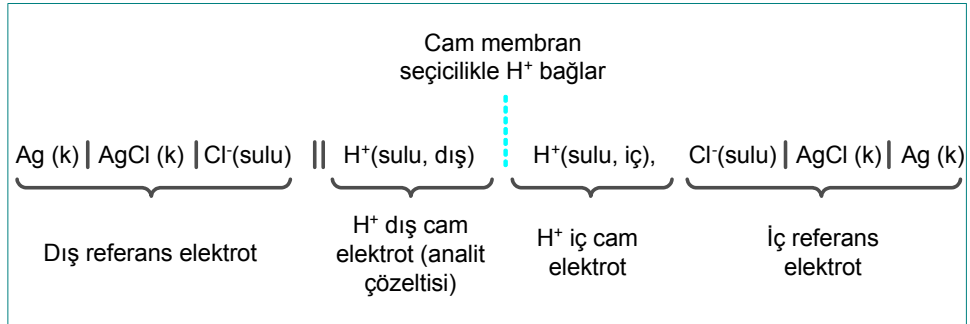 Cam membran
seçicilikle H⁺ bağlar
Ag (k) | AgCl (k) | Cl⁻(sulu) || H⁺(sulu, dış) H⁺(sulu, iç), Cl⁻(sulu) | AgCl (k) | Ag (k)
Dış referans elektrot
H⁺ dış cam
elektrot (analit
çözeltisi)
H⁺ iç cam
elektrot
İç referans
elektrot